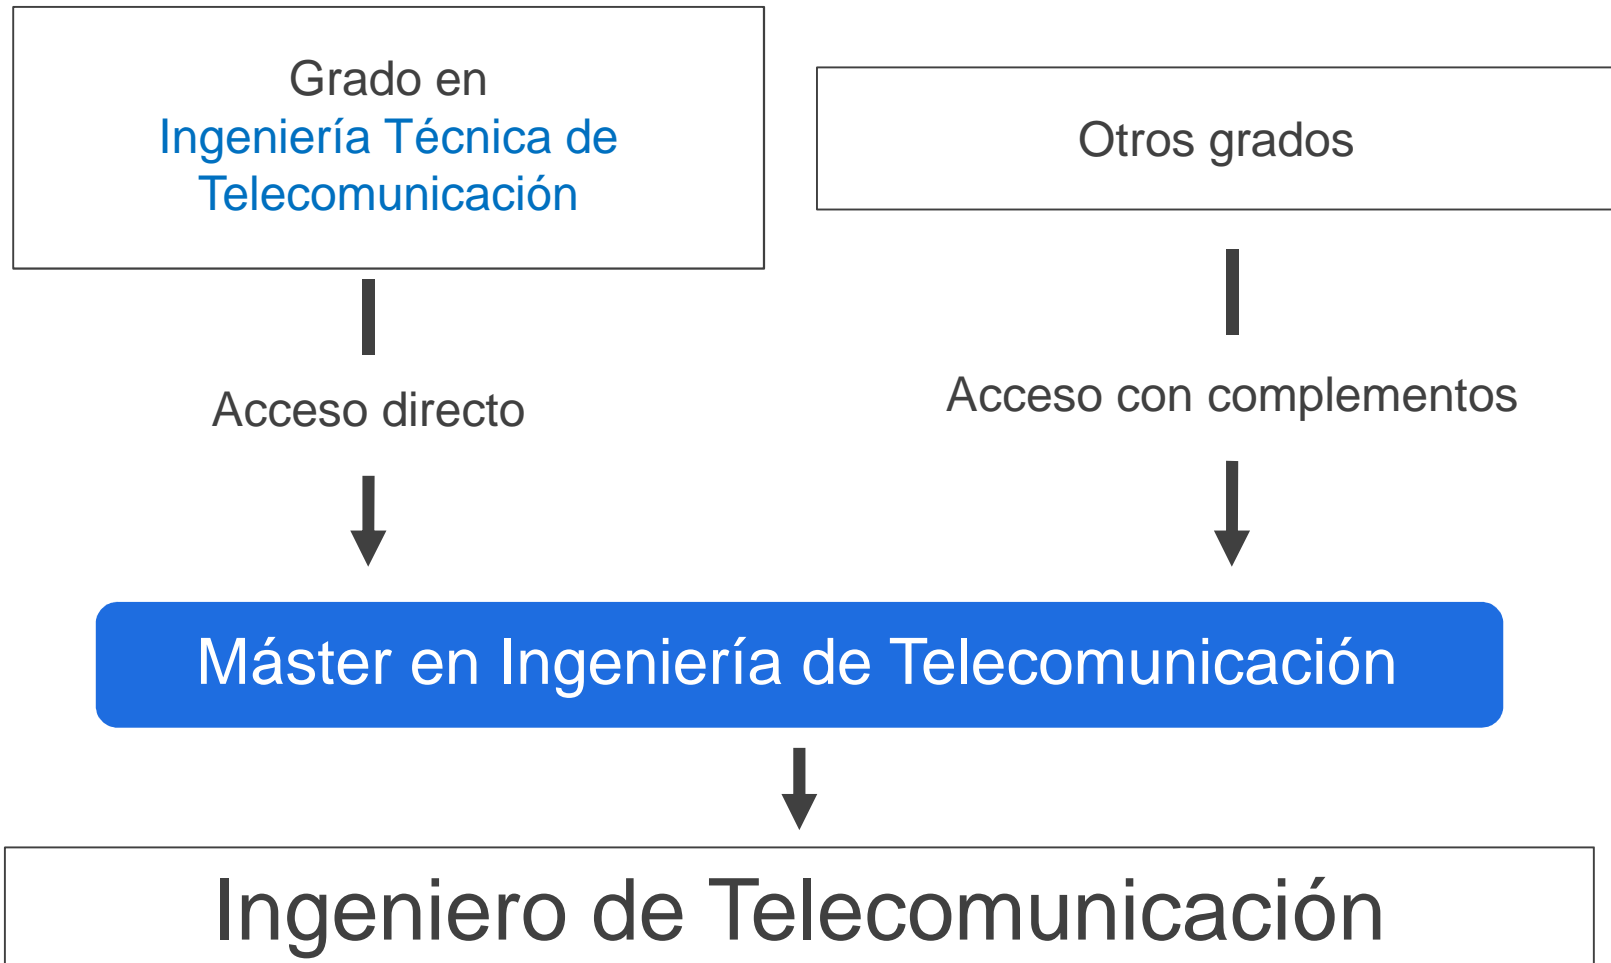 Grado en
Ingeniería Técnica de
Telecomunicación
Otros grados
Acceso directo
Acceso con complementos
Máster en Ingeniería de Telecomunicación
Ingeniero de Telecomunicación